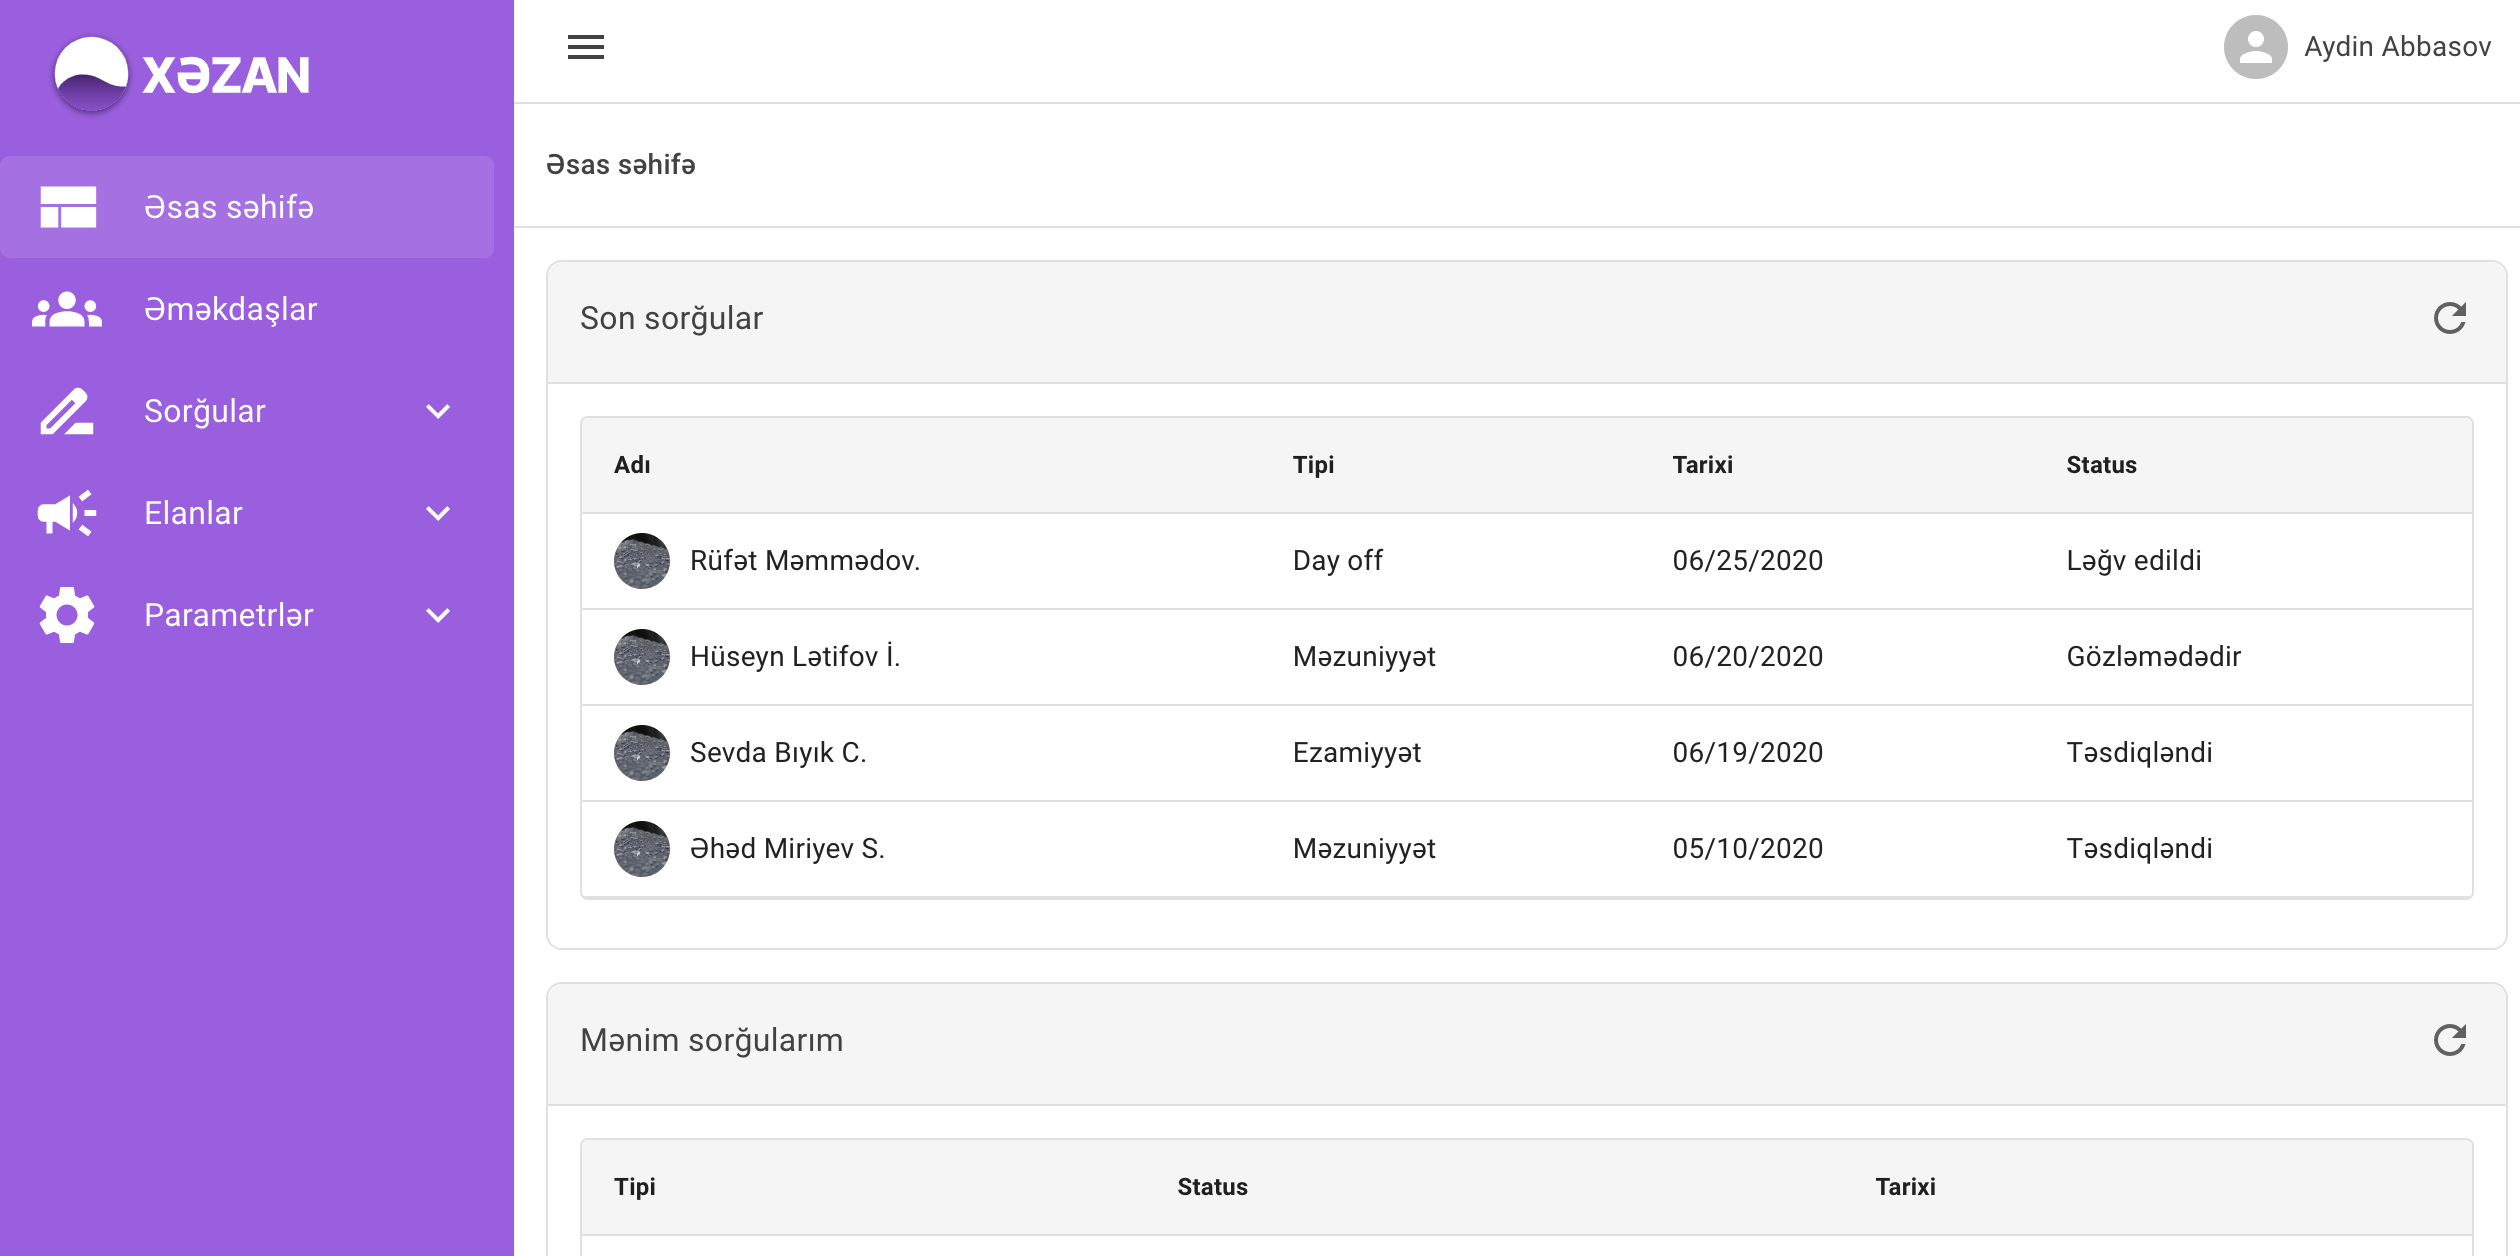 XƏZAN
Əsas səhifə
Əməkdaşlar
Sorğular
Elanlar
Parametrlər
Aydin Abbasov
Əsas səhifə
Son sorğular
Adı Tipi Tarixi Status
Rüfət Məmmədov. Day off 06/25/2020 Ləğv edildi
Hüseyn Lətifov İ. Məzuniyyət 06/20/2020 Gözləmədədir
Sevda Bıyık C. Ezamiyyət 06/19/2020 Təsdiqləndi
Əhəd Miriyev S. Məzuniyyət 05/10/2020 Təsdiqləndi
Mənim sorğularım
Tipi Status Tarixi